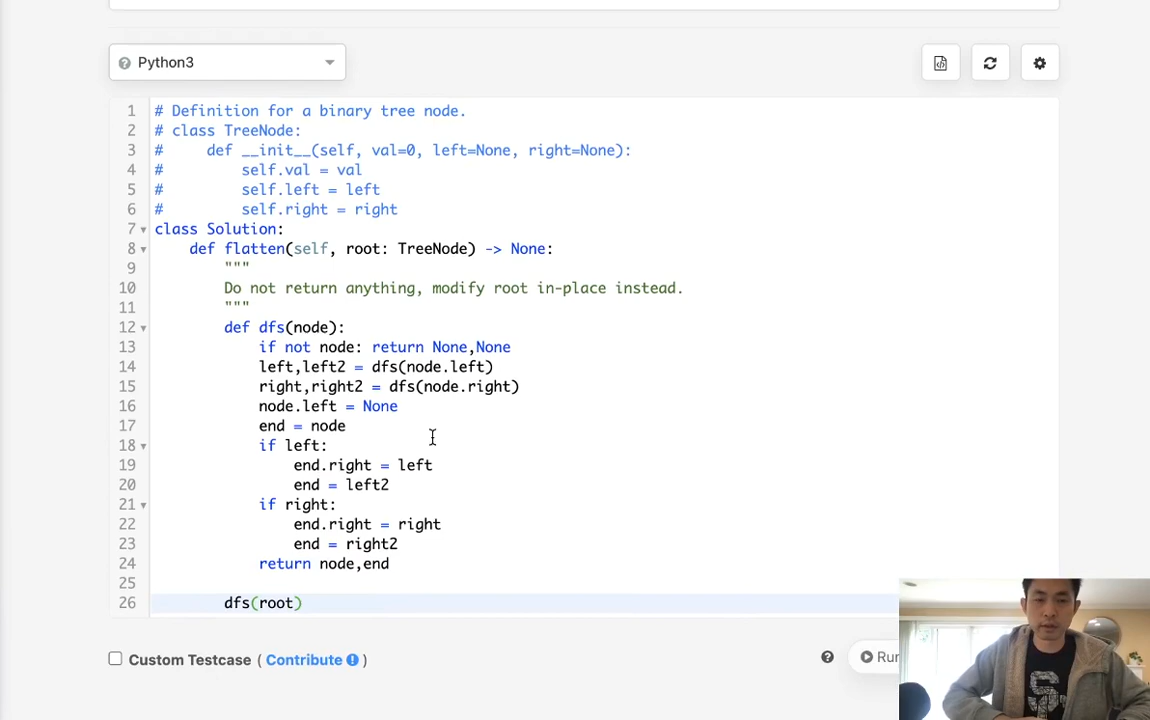 Python3
1 # Definition for a binary tree node.
2 # class TreeNode:
3 #     def __init__(self, val=0, left=None, right=None):
4 #         self.val = val
5 #         self.left = left
6 #         self.right = right
7 class Solution:
8     def flatten(self, root: TreeNode) -> None:
9         """
10         Do not return anything, modify root in-place instead.
11         """
12         def dfs(node):
13             if not node: return None,None
14             left,left2 = dfs(node.left)
15             right,right2 = dfs(node.right)
16             node.left = None
17             end = node
18             if left:
19                 end.right = left
20                 end = left2
21             if right:
22                 end.right = right
23                 end = right2
24             return node,end
25
26         dfs(root)
Custom Testcase ( Contribute )
Run